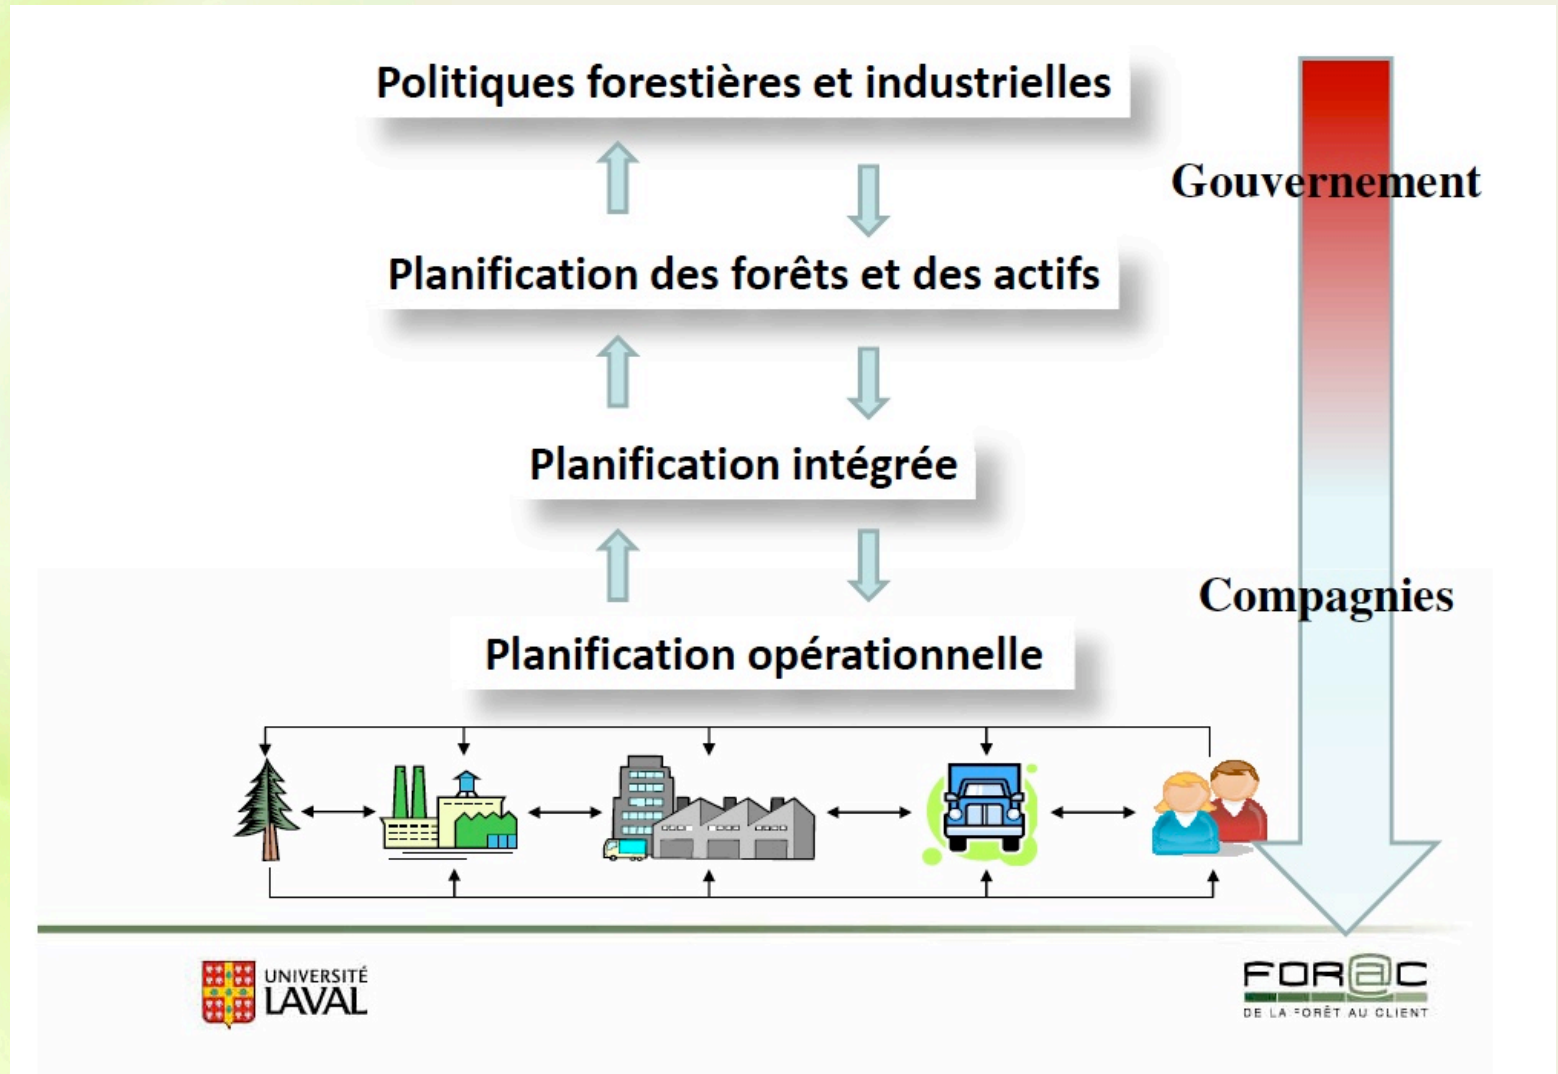 Politiques forestières et industrielles
Gouvernement
Planification des forêts et des actifs
Planification intégrée
Compagnies
Planification opérationnelle
UNIVERSITÉ
LAVAL
FOR@C
DE LA FORÊT AU CLIENT